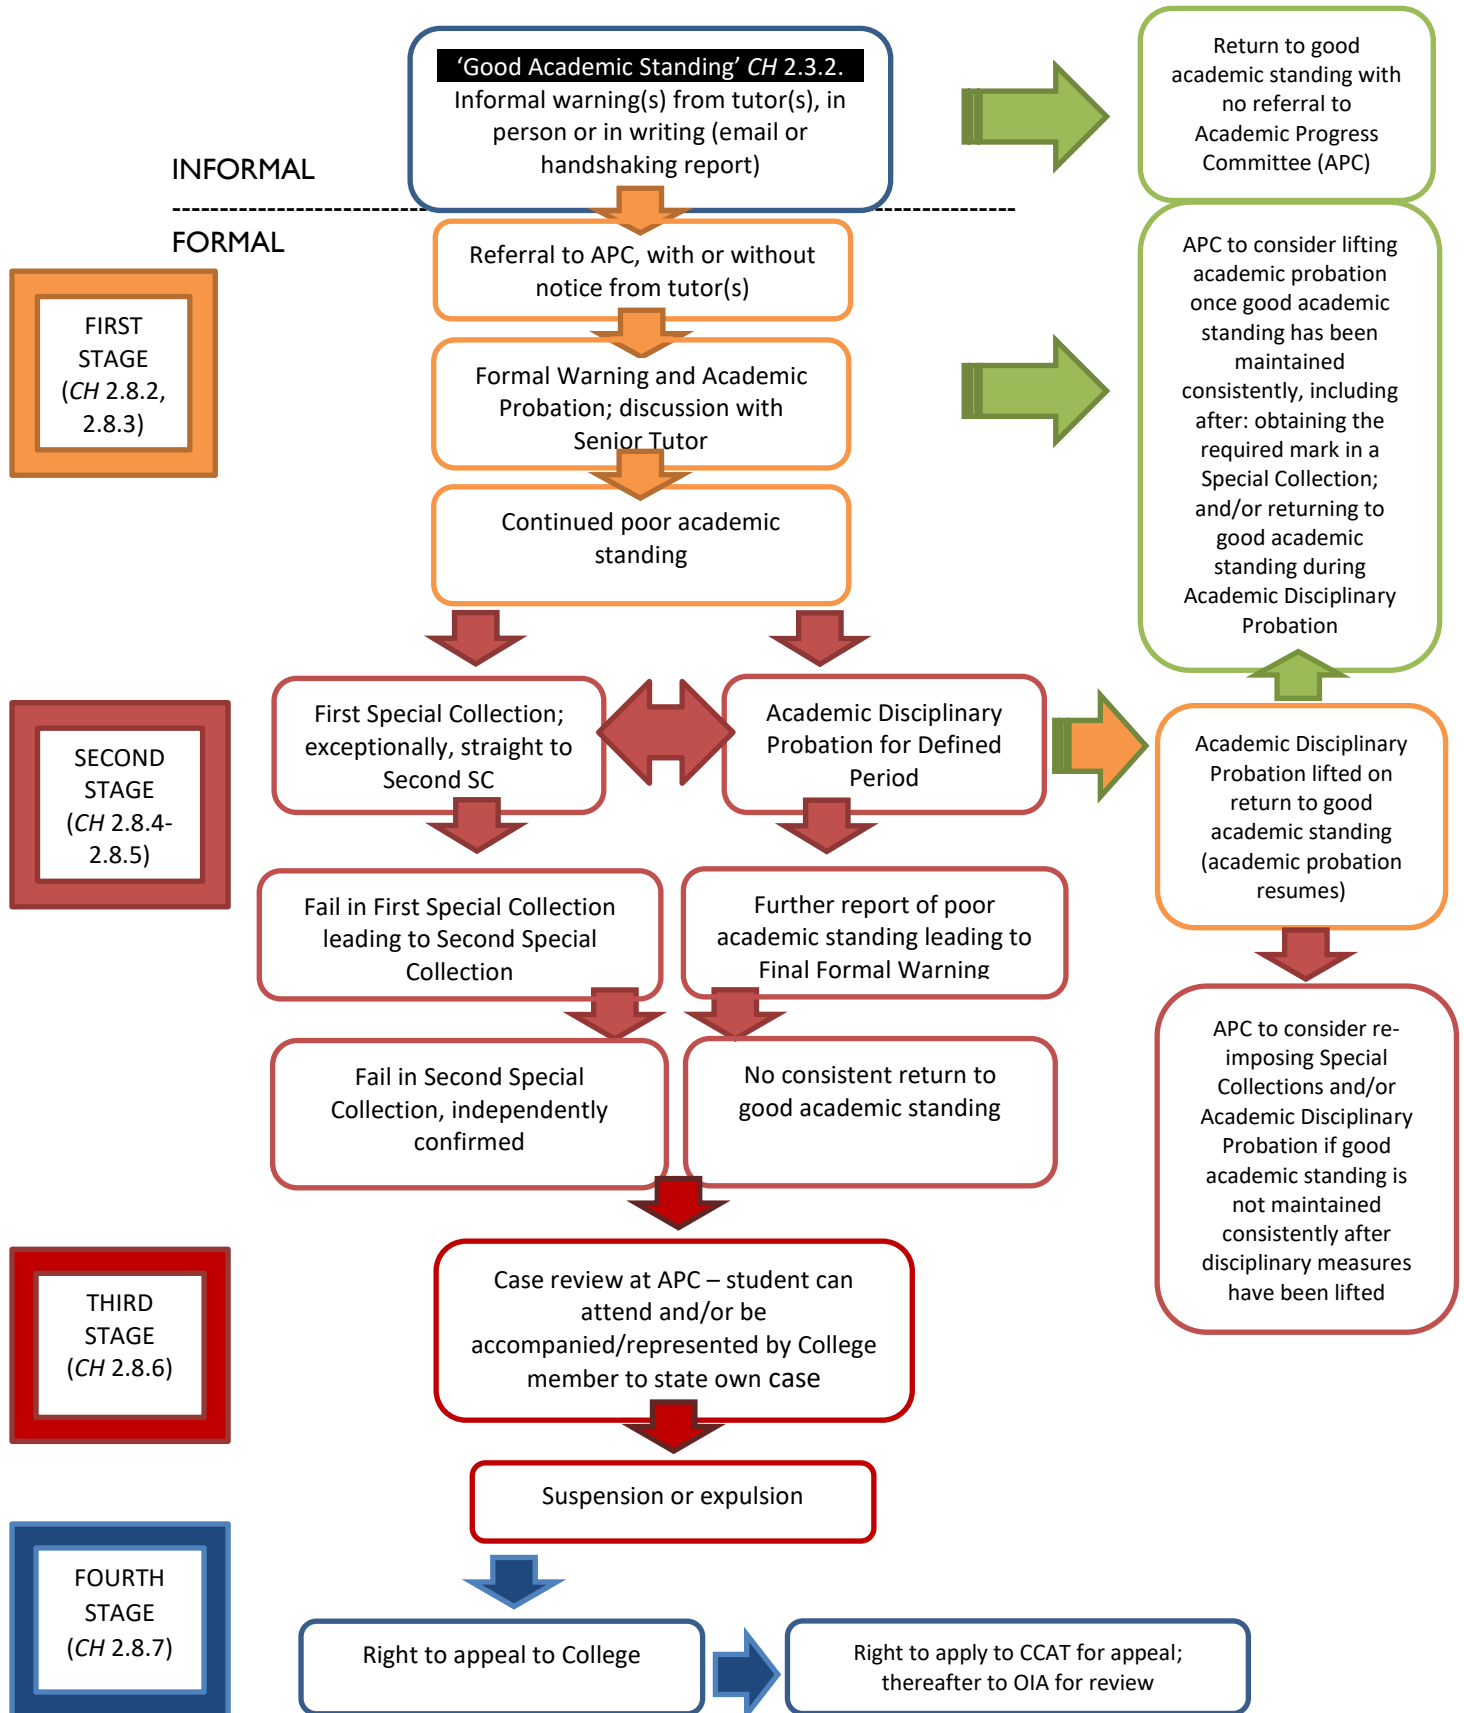 'Good Academic Standing' CH 2.3.2.
Informal warning(s) from tutor(s), in
person or in writing (email or
handshaking report)
Return to good
academic standing with
no referral to
Academic Progress
Committee (APC)
INFORMAL
FORMAL
Referral to APC, with or without
notice from tutor(s)
FIRST
STAGE
(CH 2.8.2,
2.8.3)
Formal Warning and Academic
Probation; discussion with
Senior Tutor
APC to consider lifting
academic probation
once good academic
standing has been
maintained
consistently, including
after: obtaining the
required mark in a
Special Collection;
and/or returning to
good academic
standing during
Academic Disciplinary
Probation
Continued poor academic
standing
SECOND
STAGE
(CH 2.8.4-
2.8.5)
First Special Collection;
exceptionally, straight to
Second SC
Academic Disciplinary
Probation for Defined
Period
Academic Disciplinary
Probation lifted on
return to good
academic standing
(academic probation
resumes)
Fail in First Special Collection
leading to Second Special
Collection
Further report of poor
academic standing leading to
Final Formal Warning
Fail in Second Special
Collection, independently
confirmed
No consistent return to
good academic standing
APC to consider re-
imposing Special
Collections and/or
Academic Disciplinary
Probation if good
academic standing is
not maintained
consistently after
disciplinary measures
have been lifted
THIRD
STAGE
(CH 2.8.6)
Case review at APC – student can
attend and/or be
accompanied/represented by College
member to state own case
Suspension or expulsion
FOURTH
STAGE
(CH 2.8.7)
Right to appeal to College
Right to apply to CCAT for appeal;
thereafter to OIA for review